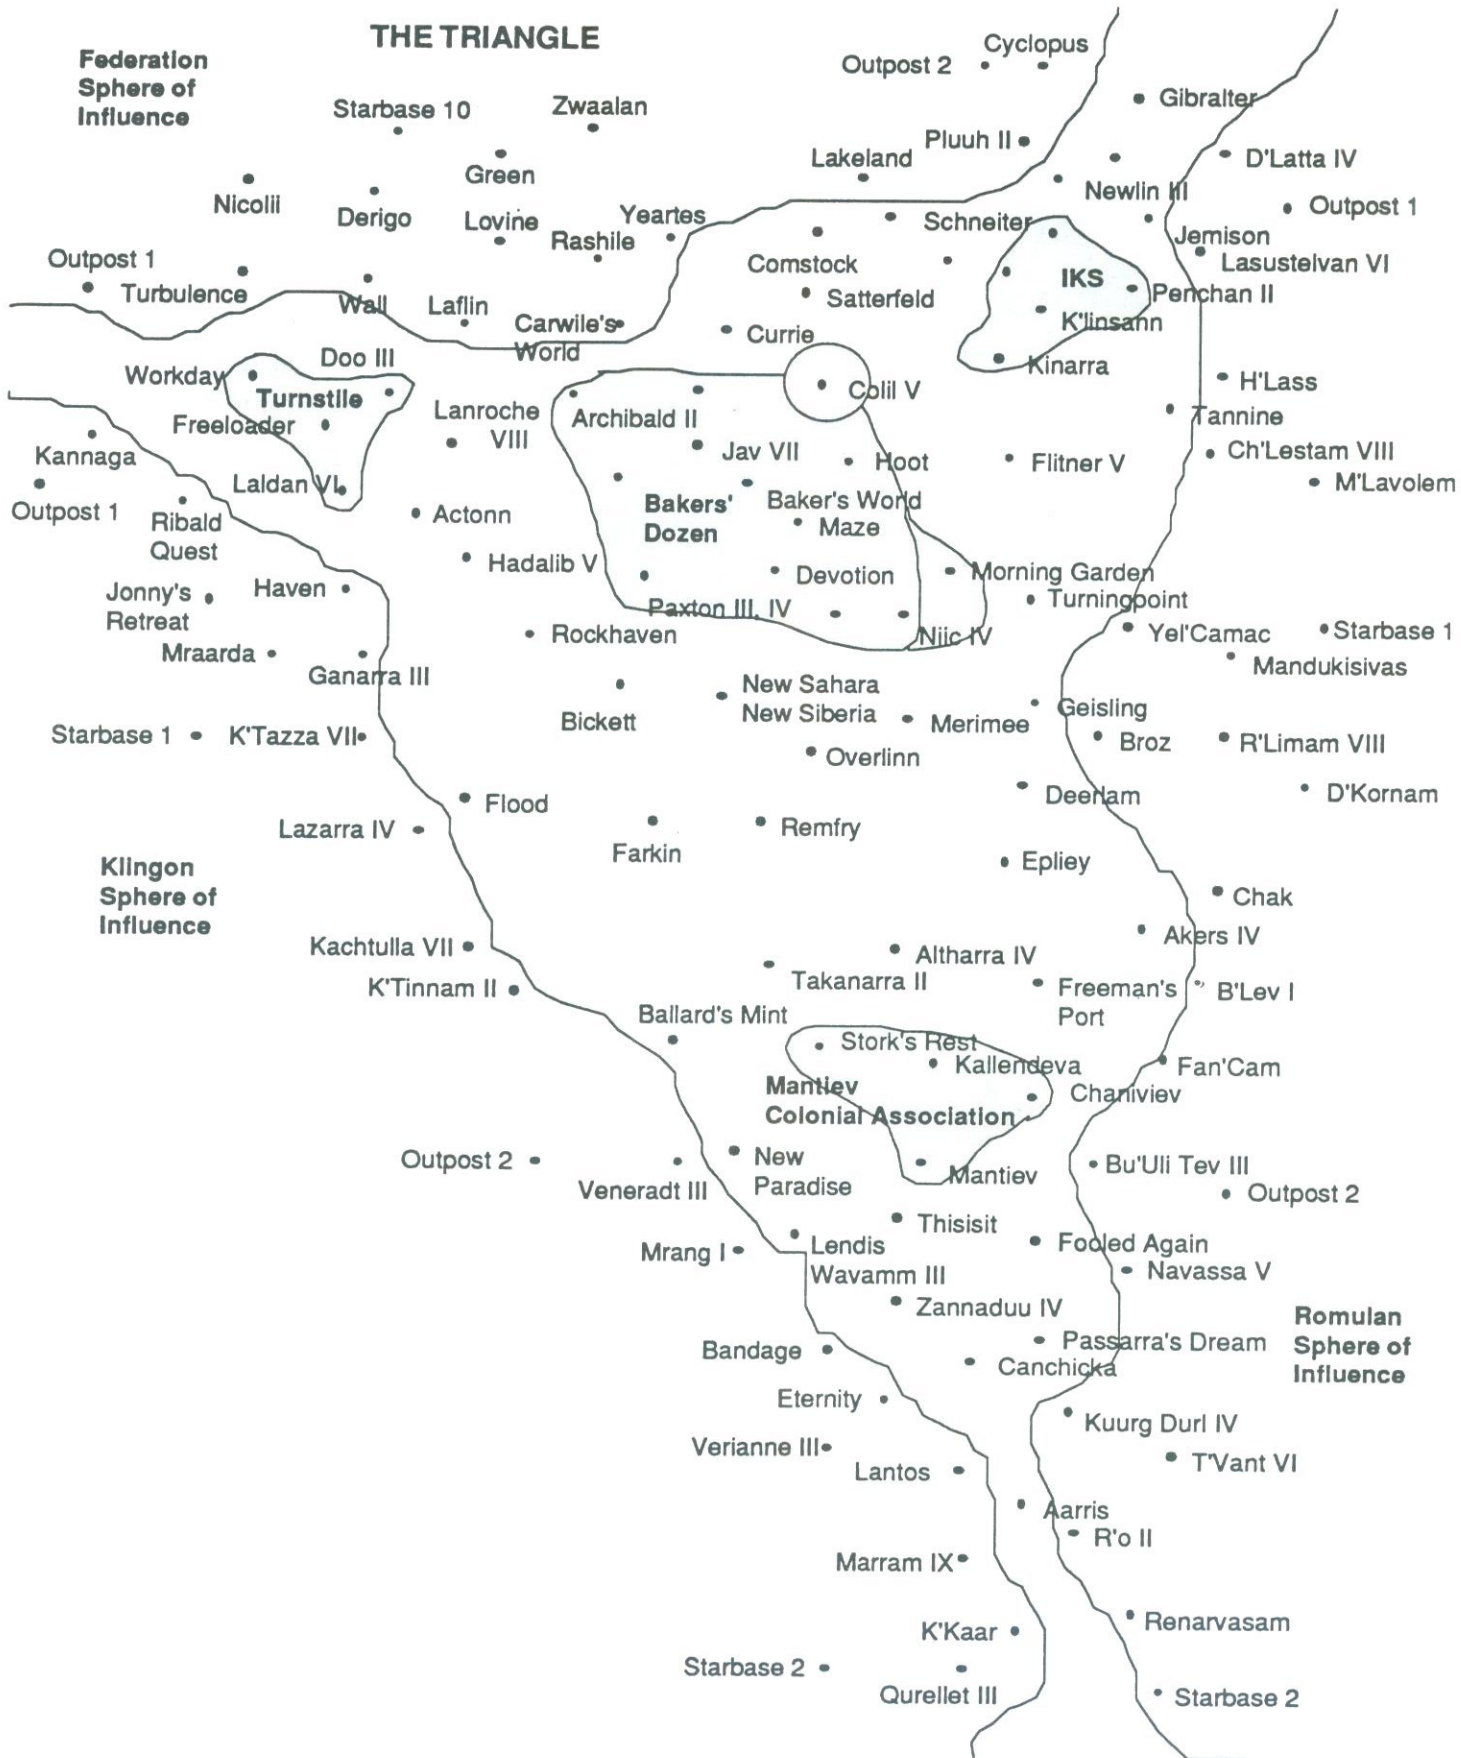 THE TRIANGLE
Federation
Sphere of
Influence
Cyclopus
Outpost 2
Gibralter
Starbase 10
Zwaalan
Pluuh II
Lakeland
D'Latta IV
Green
Newlin III
Nicolii
Derigo
Lovine
Yeartes
Outpost 1
Schneiter
Rashile
Jemison
Outpost 1
Comstock
Lasustelvan VI
IKS
Turbulence
Satterfeld
Penchan II
Wall
Laflin
Carwile's
World
K'linsann
Currie
Doo III
Kinarra
Workday
Turnstile
Colil V
H'Lass
Lanroche
VIII
Archibald II
Tannine
Freeloader
Kannaga
Jav VII
Hoot
Flitner V
Ch'Lestam VIII
Laldan VI
M'Lavolem
Outpost 1
Bakers'
Dozen
Baker's World
Ribald
Quest
Actonn
Maze
Hadalib V
Devotion
Morning Garden
Haven
Jonny's
Retreat
Paxton III, IV
Turningpoint
Rockhaven
Niic IV
Yel'Camac
Starbase 1
Mraarda
Mandukisivas
Ganarra III
New Sahara
New Siberia
Geisling
Bickett
Merimee
Starbase 1
K'Tazza VII
Broz
R'Limam VIII
Overlinn
Flood
Deerlam
D'Kornam
Lazarra IV
Remfry
Farkin
Epliey
Klingon
Sphere of
Influence
Chak
Akers IV
Kachtulla VII
Altharra IV
Takanarra II
K'Tinnam II
Freeman's
Port
B'Lev I
Ballard's Mint
Stork's Rest
Kallendeva
Fan'Cam
Mantiev
Colonial Association
Chaniviev
Outpost 2
New
Paradise
Bu'Uli Tev III
Mantiev
Veneradt III
Outpost 2
Thisisit
Mrang I
Lendis
Wavamm III
Fooled Again
Navassa V
Zannaduu IV
Romulan
Sphere of
Influence
Bandage
Passarra's Dream
Canchicka
Eternity
Kuurg Durl IV
Verianne III
T'Vant VI
Lantos
Aarris
R'o II
Marram IX
Renarvasam
K'Kaar
Starbase 2
Qurellet III
Starbase 2